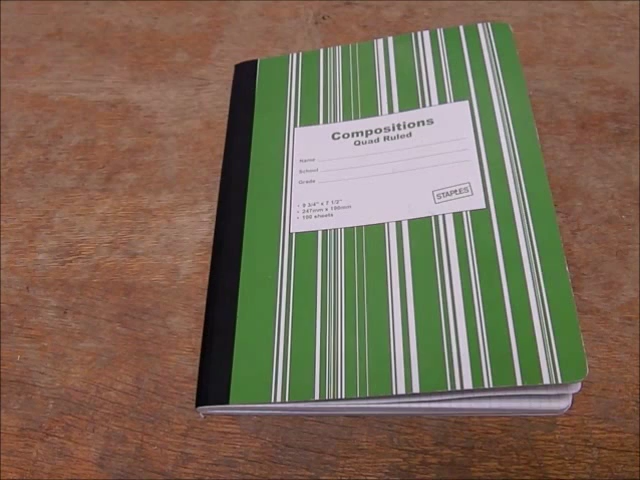 Compositions
Quad Ruled
Name
School
Grade
• 9 3/4" x 7 1/2"
• 247mm x 190mm
• 100 sheets
STAPLES